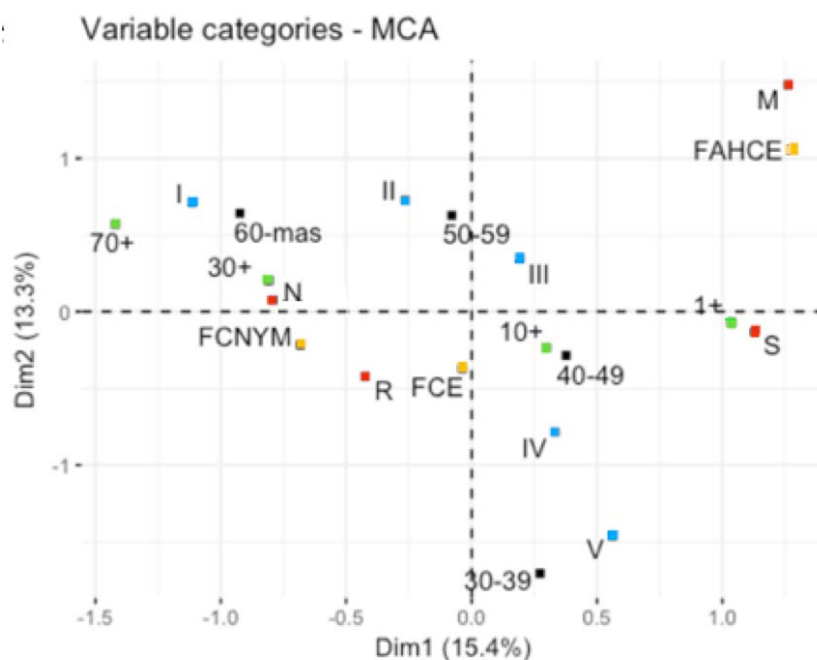 Variable categories - MCA
M
FAHCE
1
I
II
60-mas
50-59
70+
30+
III
N
0
1+
FCNYM
10+
S
R
FCE
40-49
IV
-1
V
30-39
-1.5
-1.0
-0.5
0.0
0.5
1.0
Dim1 (15.4%)
Dim2 (13.3%)